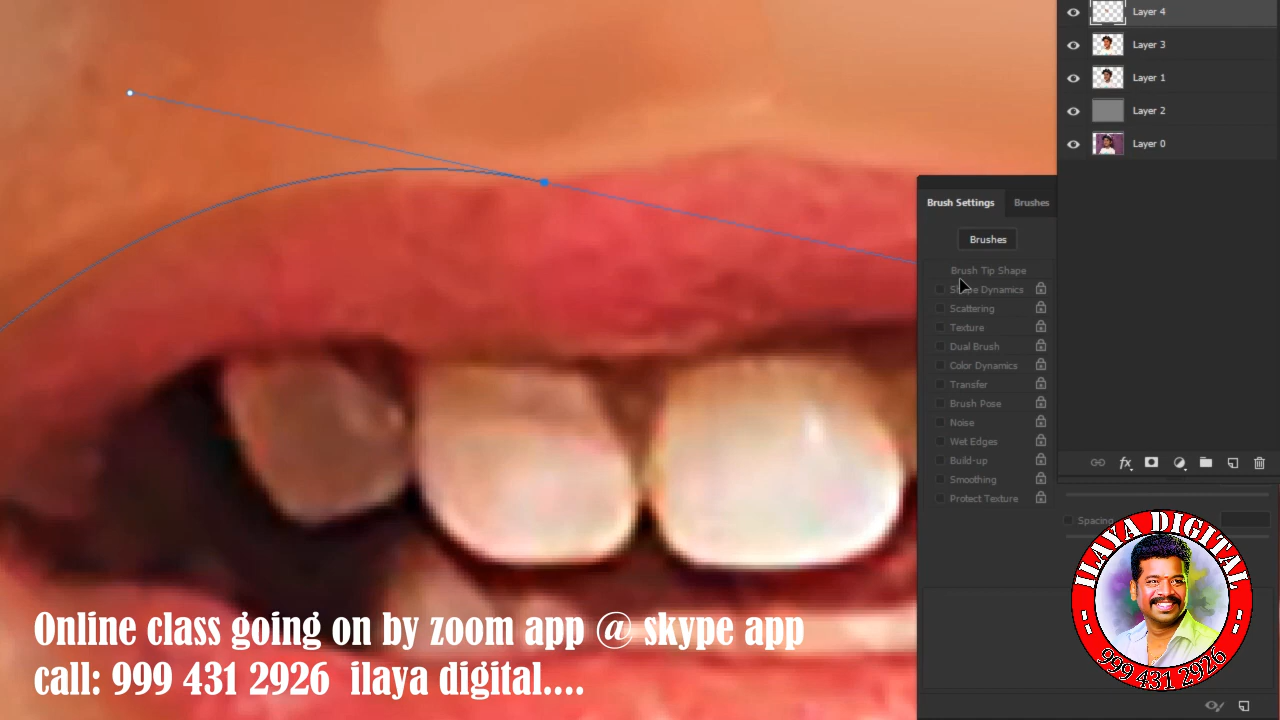 Layer 4
Layer 3
Layer 1
Layer 2
Layer 0
Brush Settings
Brushes
Brushes
Brush Tip Shape
Shape Dynamics
Scattering
Texture
Dual Brush
Color Dynamics
Transfer
Brush Pose
Noise
Wet Edges
Build-up
Smoothing
Protect Texture
fx
Spacing
ILAYA DIGITAL
999 431 2926
Online class going on by zoom app @ skype app
call: 999 431 2926 ilaya digital....